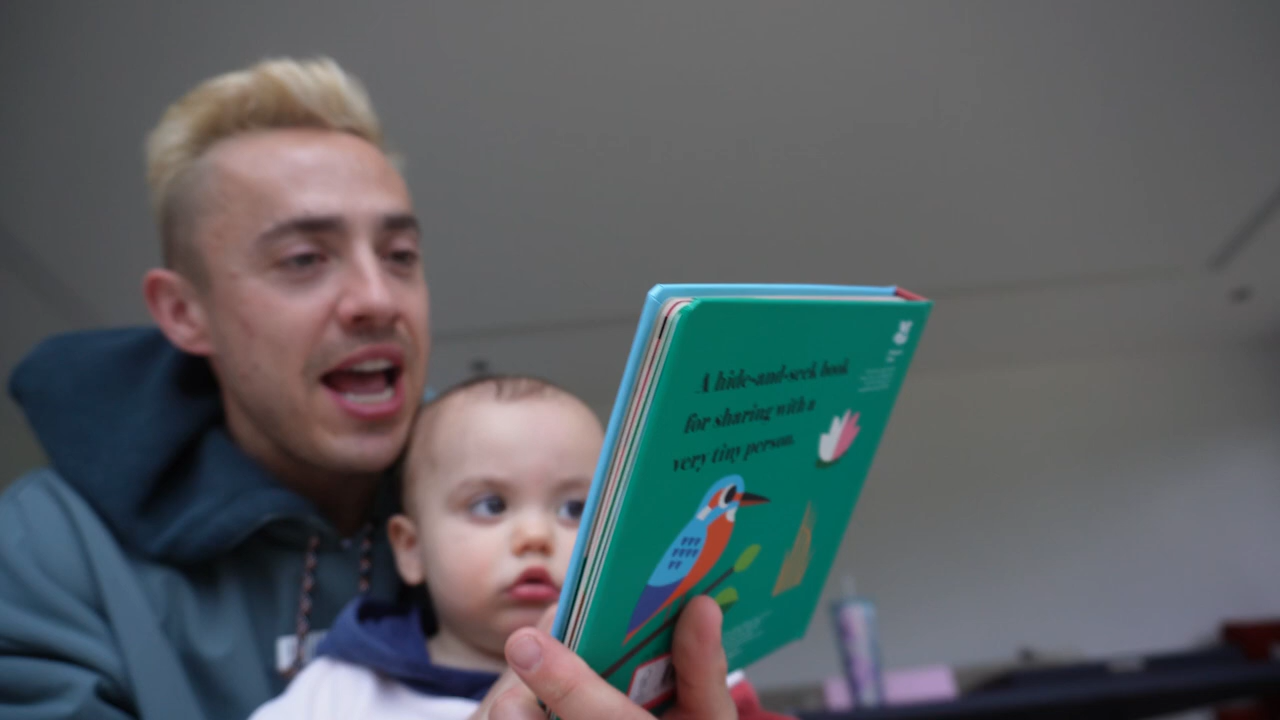 A hide-and-seek book
for sharing with a
very tiny person.